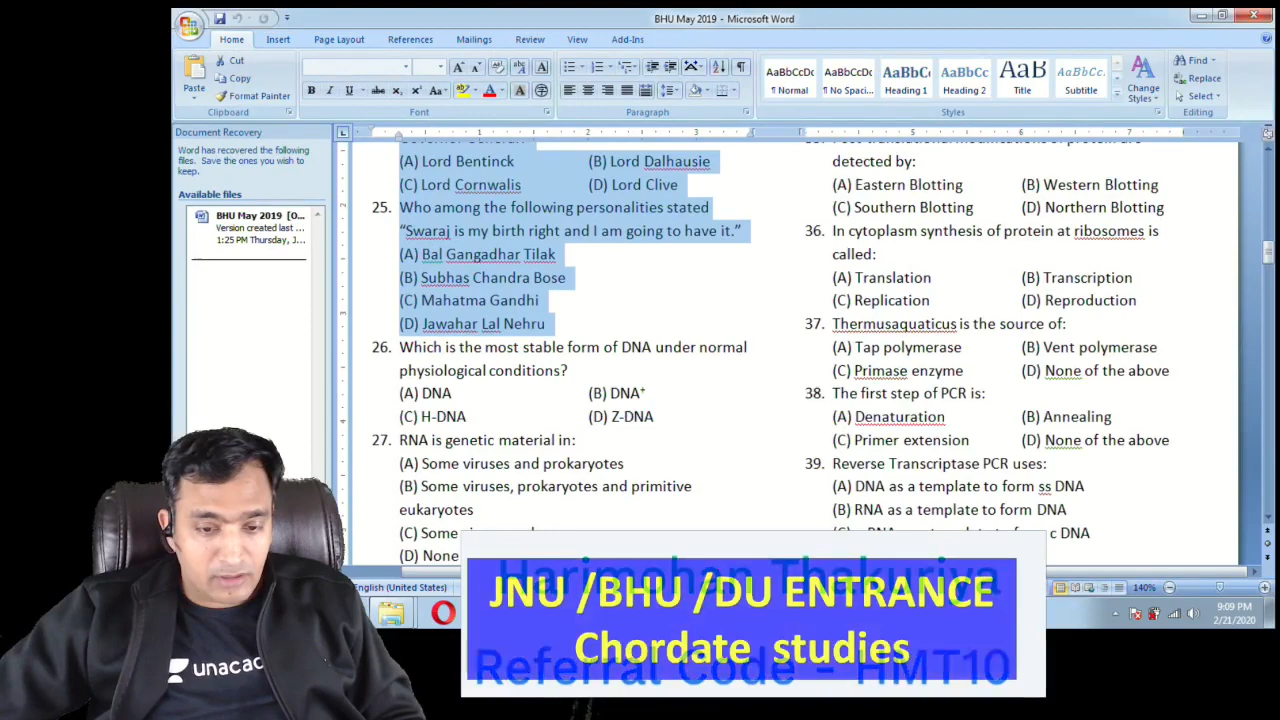 BHU May 2019 - Microsoft Word
Home Insert Page Layout References Mailings Review View Add-Ins
Paste
Cut
Copy
Format Painter
Clipboard
Font
Paragraph
AaBbCcDc
¶ Normal
AaBbCcDc
¶ No Spaci...
AaBbC
Heading 1
AaBbCc
Heading 2
AaB
Title
AaBbCc.
Subtitle
Change
Styles
Styles
Find
Replace
Select
Editing
Document Recovery
Word has recovered the following
files. Save the ones you wish to
keep.
Available files
BHU May 2019 [O...
Version created last ...
1:25 PM Thursday, J...
(A) Lord Bentinck (B) Lord Dalhausie
(C) Lord Cornwalis (D) Lord Clive
25. Who among the following personalities stated
“Swaraj is my birth right and I am going to have it.”
(A) Bal Gangadhar Tilak
(B) Subhas Chandra Bose
(C) Mahatma Gandhi
(D) Jawahar Lal Nehru
26. Which is the most stable form of DNA under normal
physiological conditions?
(A) DNA (B) DNA⁺
(C) H-DNA (D) Z-DNA
27. RNA is genetic material in:
(A) Some viruses and prokaryotes
(B) Some viruses, prokaryotes and primitive
eukaryotes
(C) Some
(D) None
detected by:
(A) Eastern Blotting (B) Western Blotting
(C) Southern Blotting (D) Northern Blotting
36. In cytoplasm synthesis of protein at ribosomes is
called:
(A) Translation (B) Transcription
(C) Replication (D) Reproduction
37. Thermusaquaticus is the source of:
(A) Tap polymerase (B) Vent polymerase
(C) Primase enzyme (D) None of the above
38. The first step of PCR is:
(A) Denaturation (B) Annealing
(C) Primer extension (D) None of the above
39. Reverse Transcriptase PCR uses:
(A) DNA as a template to form ss DNA
(B) RNA as a template to form DNA
c DNA
English (United States)
140%
9:09 PM
2/21/2020
Harimohan Thakuriya
JNU /BHU /DU ENTRANCE
Chordate studies
Referral Code - HMT10
unacac